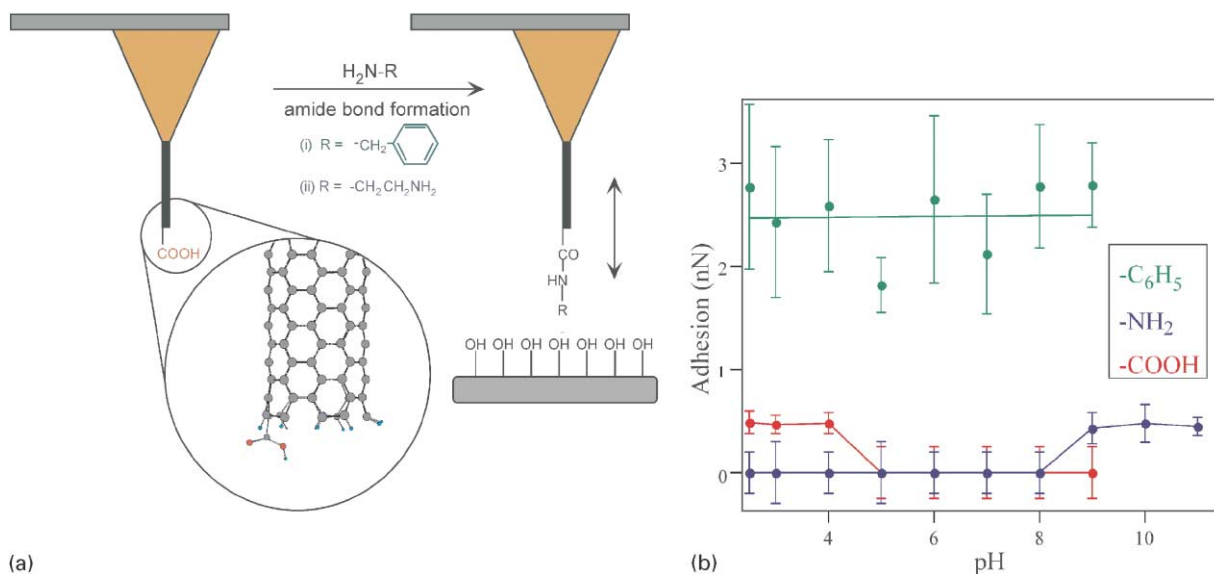 H₂N-R
amide bond formation
(i) R = -CH₂
(ii) R = -CH₂CH₂NH₂
COOH
CO
HN
R
OH OH OH OH OH OH OH
(a)
Adhesion (nN)
3
2
1
0
4 6 8 10
pH
-C₆H₅
-NH₂
-COOH
(b)